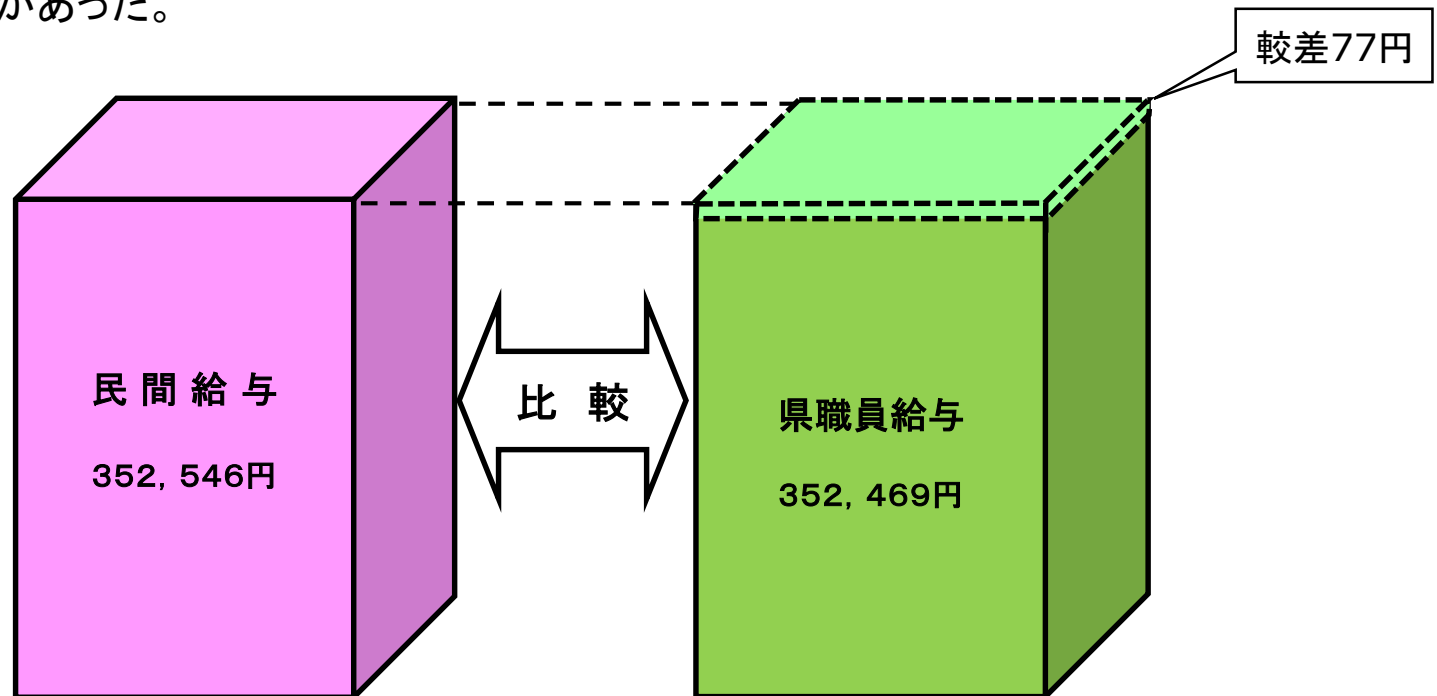 があった。
較差77円
民間給与
352,546円
比較
県職員給与
352,469円